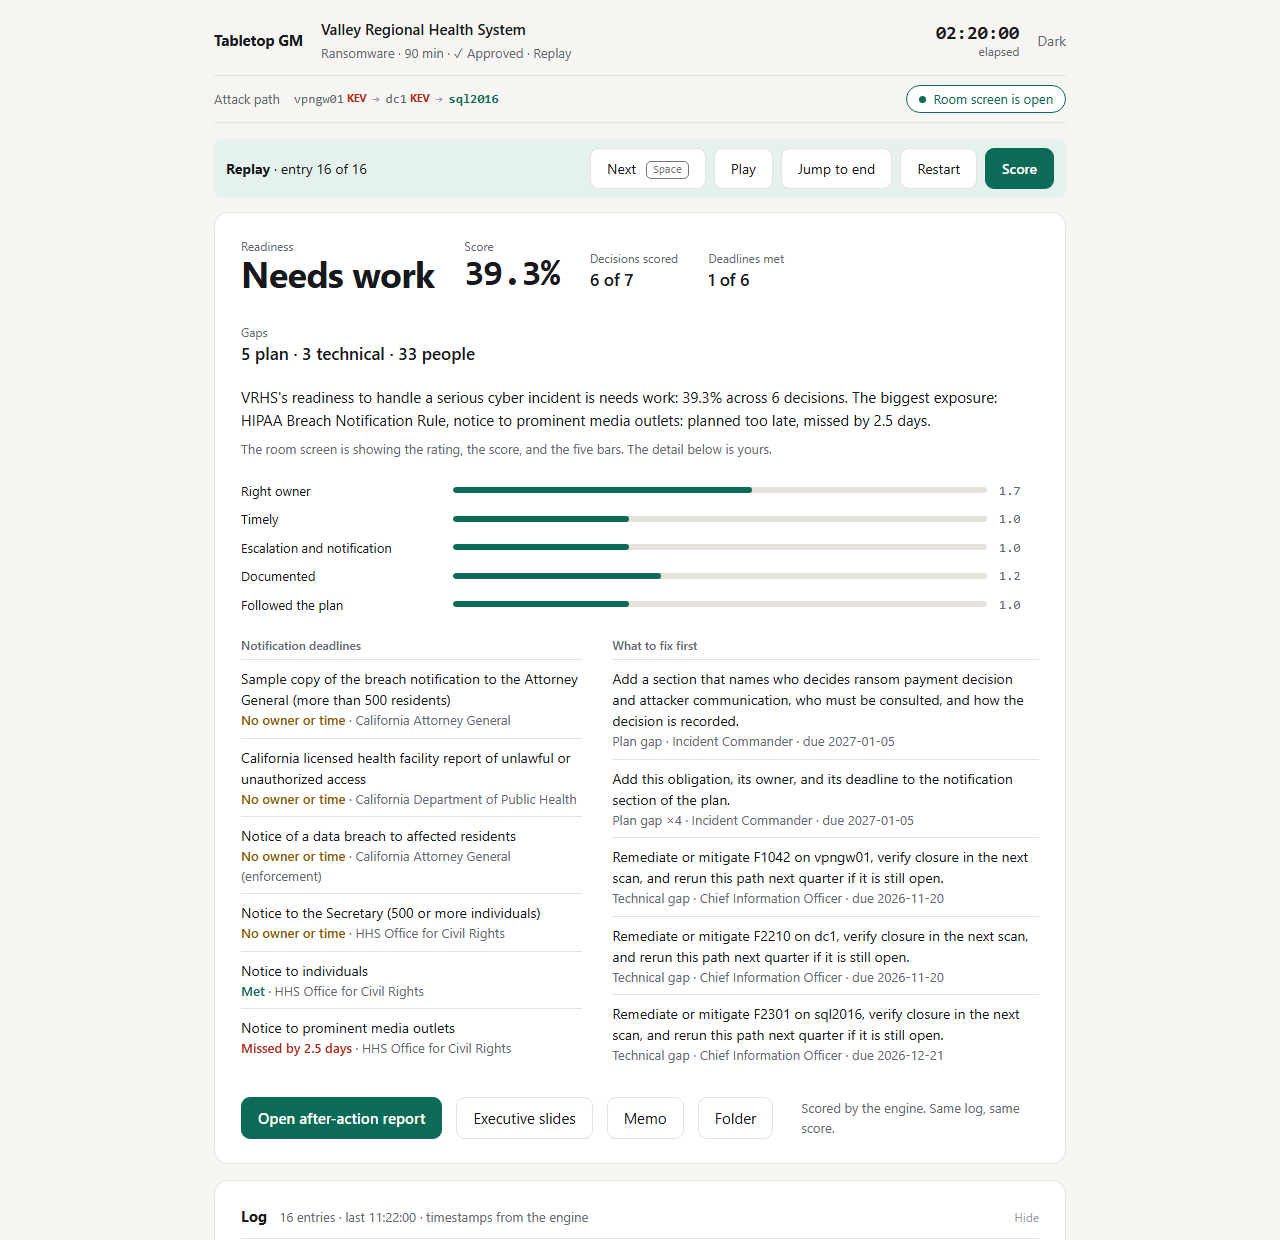 Tabletop GM
Valley Regional Health System
Ransomware · 90 min · ✓ Approved · Replay
02:20:00
elapsed
Dark
Attack path vpngw01 KEV → dc1 KEV → sql2016
Room screen is open
Replay · entry 16 of 16
Next Space
Play
Jump to end
Restart
Score
Readiness
Needs work
Score
39.3%
Decisions scored
6 of 7
Deadlines met
1 of 6
Gaps
5 plan · 3 technical · 33 people
VRHS's readiness to handle a serious cyber incident is needs work: 39.3% across 6 decisions. The biggest exposure:
HIPAA Breach Notification Rule, notice to prominent media outlets: planned too late, missed by 2.5 days.
The room screen is showing the rating, the score, and the five bars. The detail below is yours.
Right owner 1.7
Timely 1.0
Escalation and notification 1.0
Documented 1.2
Followed the plan 1.0
Notification deadlines
Sample copy of the breach notification to the Attorney
General (more than 500 residents)
No owner or time · California Attorney General
California licensed health facility report of unlawful or
unauthorized access
No owner or time · California Department of Public Health
Notice of a data breach to affected residents
No owner or time · California Attorney General
(enforcement)
Notice to the Secretary (500 or more individuals)
No owner or time · HHS Office for Civil Rights
Notice to individuals
Met · HHS Office for Civil Rights
Notice to prominent media outlets
Missed by 2.5 days · HHS Office for Civil Rights
What to fix first
Add a section that names who decides ransom payment decision
and attacker communication, who must be consulted, and how the
decision is recorded.
Plan gap · Incident Commander · due 2027-01-05
Add this obligation, its owner, and its deadline to the notification
section of the plan.
Plan gap ×4 · Incident Commander · due 2027-01-05
Remediate or mitigate F1042 on vpngw01, verify closure in the next
scan, and rerun this path next quarter if it is still open.
Technical gap · Chief Information Officer · due 2026-11-20
Remediate or mitigate F2210 on dc1, verify closure in the next scan,
and rerun this path next quarter if it is still open.
Technical gap · Chief Information Officer · due 2026-11-20
Remediate or mitigate F2301 on sql2016, verify closure in the next
scan, and rerun this path next quarter if it is still open.
Technical gap · Chief Information Officer · due 2026-12-21
Open after-action report
Executive slides
Memo
Folder
Scored by the engine. Same log, same
score.
Log 16 entries · last 11:22:00 · timestamps from the engine
Hide